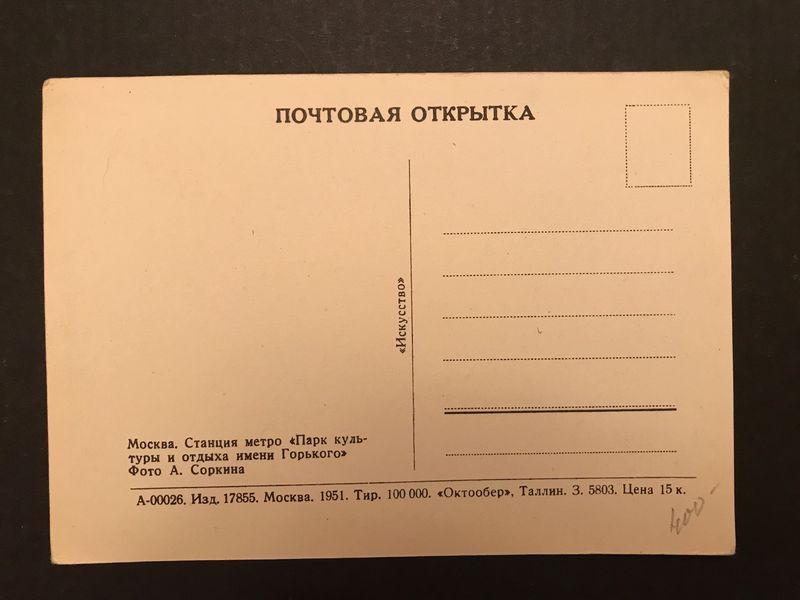 ПОЧТОВАЯ ОТКРЫТКА
«Искусство»
Москва. Станция метро «Парк куль-
туры и отдыха имени Горького»
Фото А. Соркина
А-00026. Изд. 17855. Москва. 1951. Тир. 100 000. «Октообер», Таллин. З. 5803. Цена 15 к.
400-